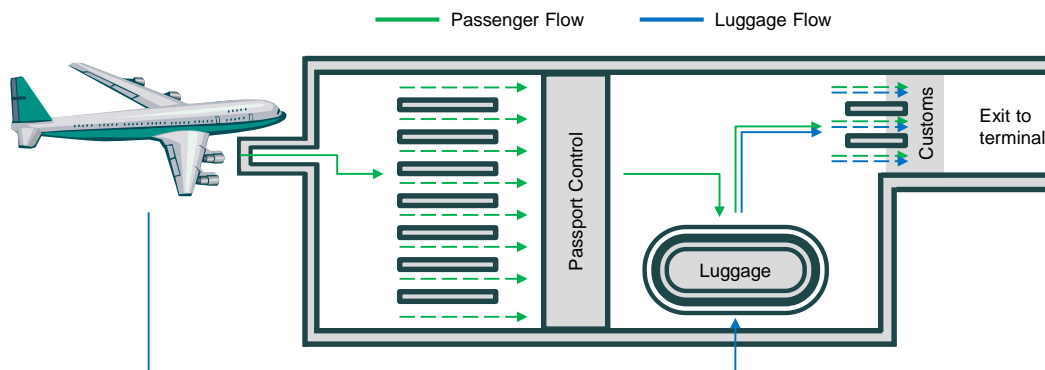 Passenger Flow
Luggage Flow
Passport Control
Luggage
Customs
Exit to
terminal